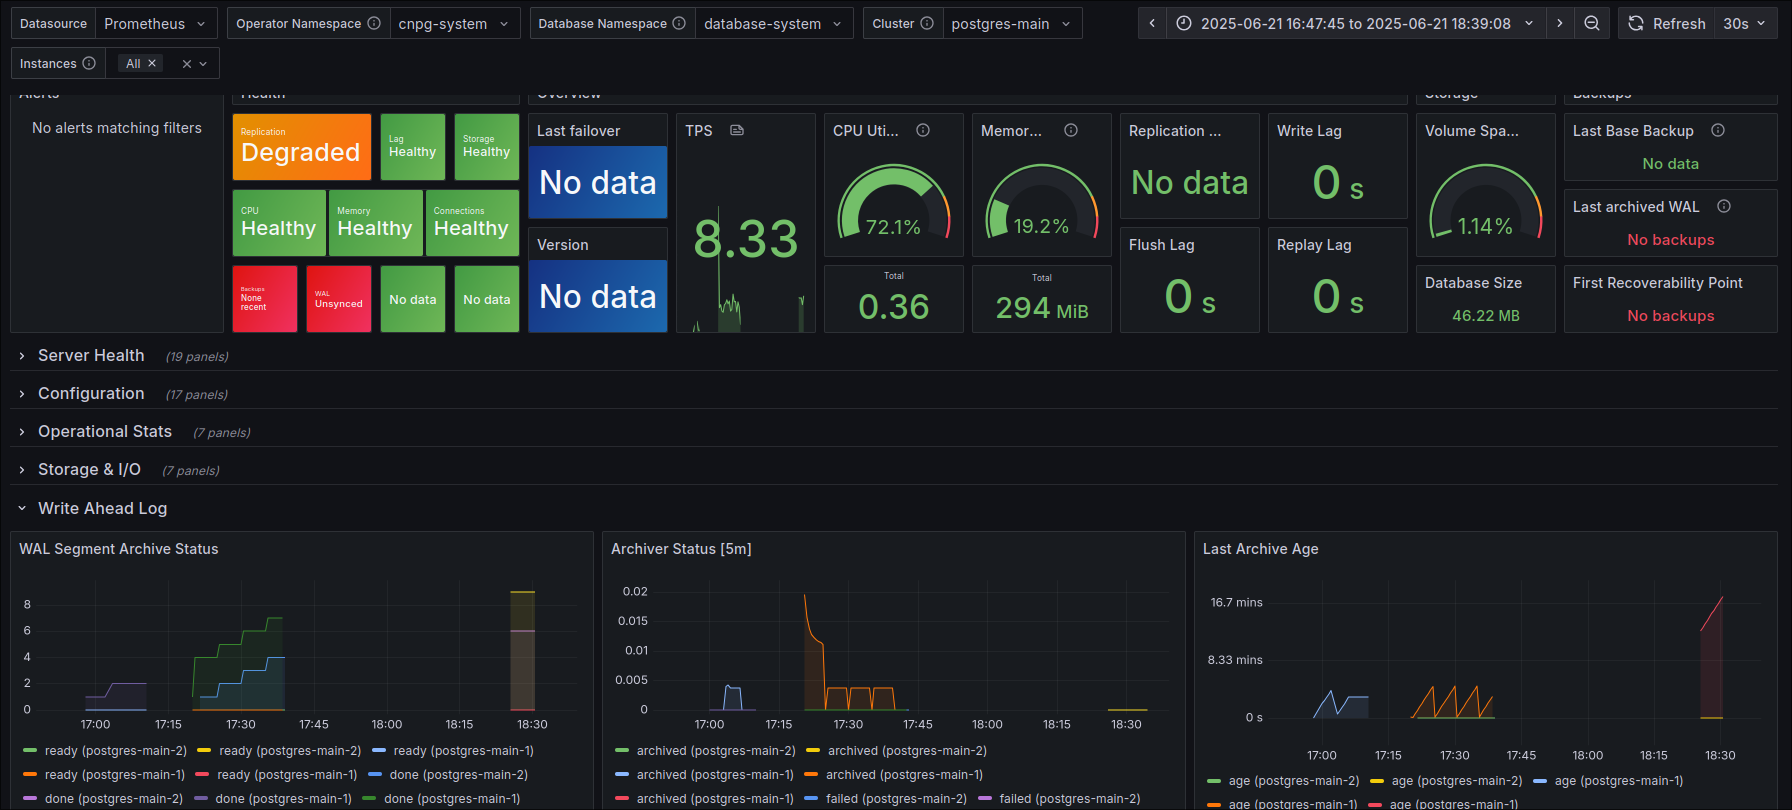 Datasource Prometheus Operator Namespace cnpg-system Database Namespace database-system Cluster postgres-main 2025-06-21 16:47:45 to 2025-06-21 18:39:08 Refresh 30s
Instances All
Alerts Health Overview Storage Backups
No alerts matching filters
Replication
Degraded
Lag
Healthy
Storage
Healthy
CPU
Healthy
Memory
Healthy
Connections
Healthy
Backups
None
recent
WAL
Unsynced
No data
No data
Last failover
No data
Version
No data
TPS
8.33
CPU Uti...
72.1%
Total
0.36
Memor...
19.2%
Total
294 MiB
Replication ...
No data
Write Lag
0 s
Flush Lag
0 s
Replay Lag
0 s
Volume Spa...
1.14%
Database Size
46.22 MB
Last Base Backup
No data
Last archived WAL
No backups
First Recoverability Point
No backups
Server Health (19 panels)
Configuration (17 panels)
Operational Stats (7 panels)
Storage & I/O (7 panels)
Write Ahead Log
WAL Segment Archive Status
8
6
4
2
0
17:00 17:15 17:30 17:45 18:00 18:15 18:30
ready (postgres-main-2) ready (postgres-main-2) ready (postgres-main-1)
ready (postgres-main-1) ready (postgres-main-1) done (postgres-main-2)
done (postgres-main-2) done (postgres-main-1) done (postgres-main-1)
Archiver Status [5m]
0.02
0.015
0.01
0.005
0
17:00 17:15 17:30 17:45 18:00 18:15 18:30
archived (postgres-main-2) archived (postgres-main-2)
archived (postgres-main-1) archived (postgres-main-1)
archived (postgres-main-1) failed (postgres-main-2) failed (postgres-main-2)
Last Archive Age
16.7 mins
8.33 mins
0 s
17:00 17:15 17:30 17:45 18:00 18:15 18:30
age (postgres-main-2) age (postgres-main-2) age (postgres-main-1)
age (postgres-main-1) age (postgres-main-1)